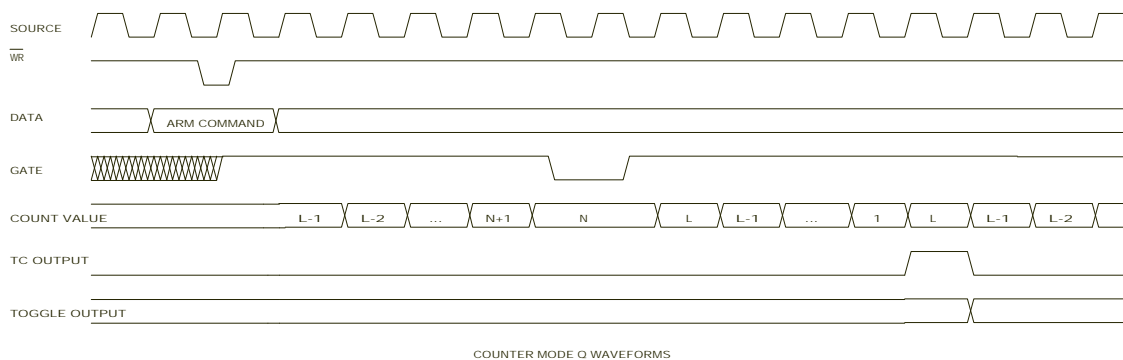 SOURCE
WR
DATA
ARM COMMAND
GATE
COUNT VALUE
L-1 L-2 ... N+1 N L L-1 ... 1 L L-1 L-2
TC OUTPUT
TOGGLE OUTPUT
COUNTER MODE Q WAVEFORMS